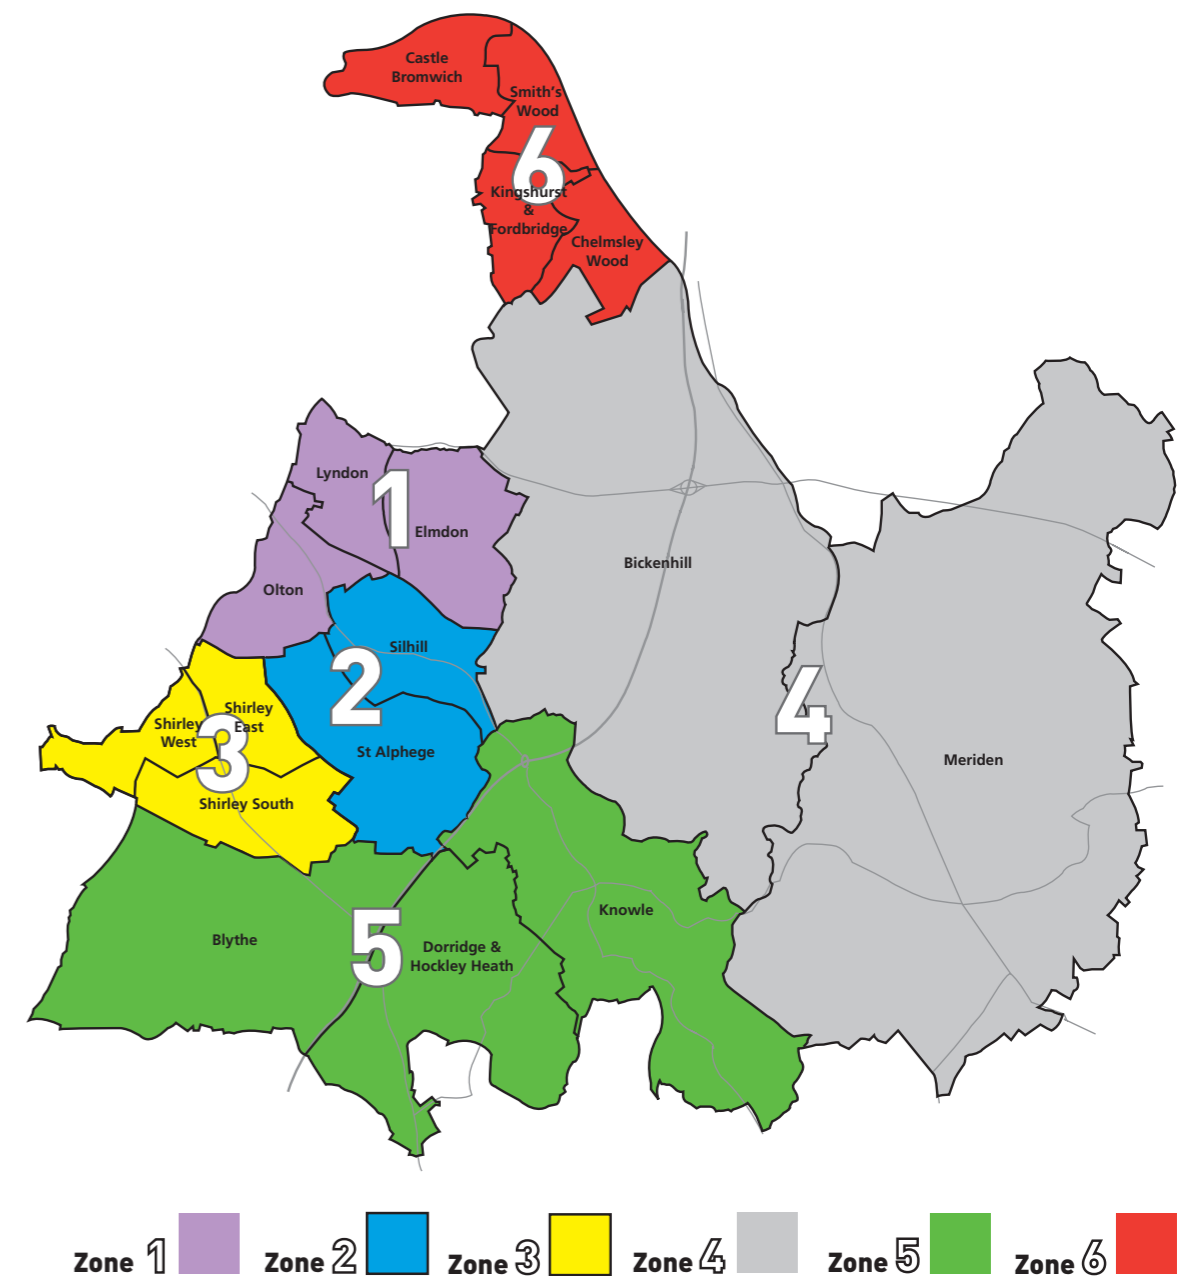 Castle
Bromwich
Smith's
Wood
6
Kingshurst
&
Fordbridge
Chelmsley
Wood
Lyndon
1
Elmdon
Olton
Bickenhill
Silhill
2
St Alphege
Shirley
East
Shirley
West
3
Shirley South
4
Meriden
Knowle
5
Blythe
Dorridge &
Hockley Heath
Zone 1
Zone 2
Zone 3
Zone 4
Zone 5
Zone 6